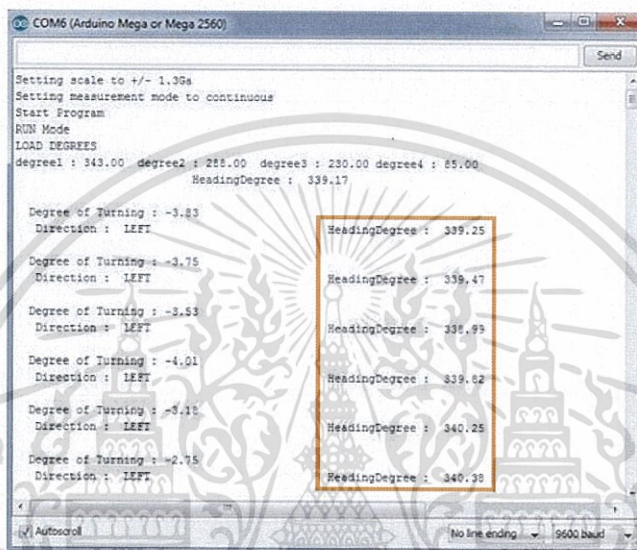 COM6 (Arduino Mega or Mega 2560)
Send
Setting scale to +/- 1.3Ga
Setting measurement mode to continuous
Start Program
RUN Mode
LOAD DEGREES
degree1 : 343.00 degree2 : 288.00 degree3 : 230.00 degree4 : 85.00
HeadingDegree : 339.17
Degree of Turning : -3.83
Direction : LEFT HeadingDegree : 339.25
Degree of Turning : -3.75
Direction : LEFT HeadingDegree : 339.47
Degree of Turning : -3.53
Direction : LEFT HeadingDegree : 338.99
Degree of Turning : -4.01
Direction : LEFT HeadingDegree : 339.82
Degree of Turning : -3.18
Direction : LEFT HeadingDegree : 340.25
Degree of Turning : -2.75
Direction : LEFT HeadingDegree : 340.38
Autoscroll No line ending 9600 baud